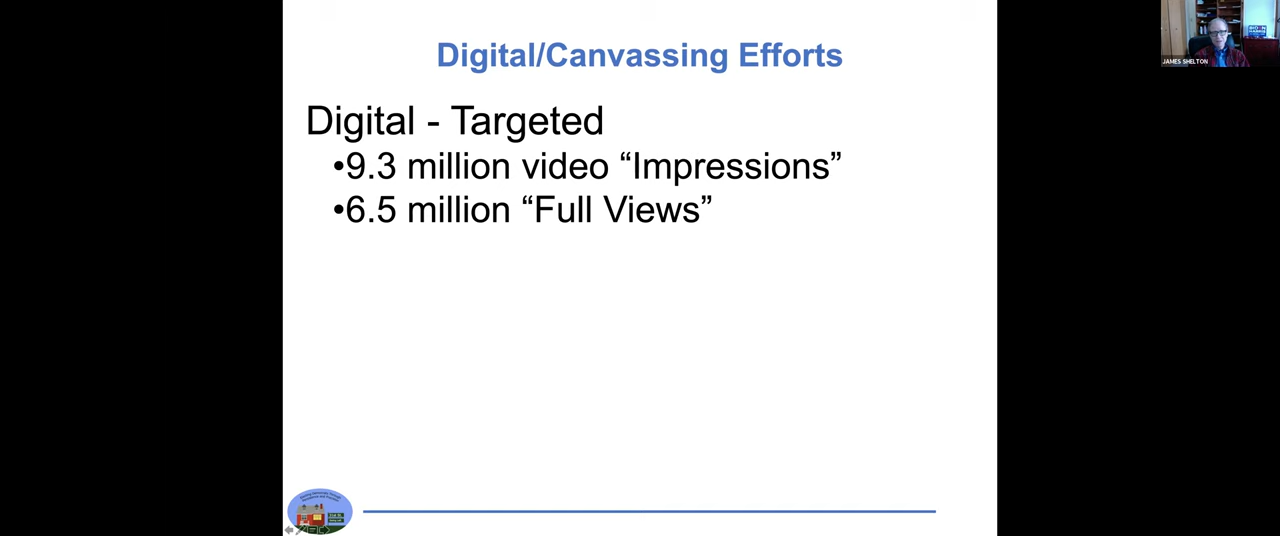 Digital/Canvassing Efforts
JAMES SHELTON
Digital - Targeted
•9.3 million video “Impressions”
•6.5 million “Full Views”